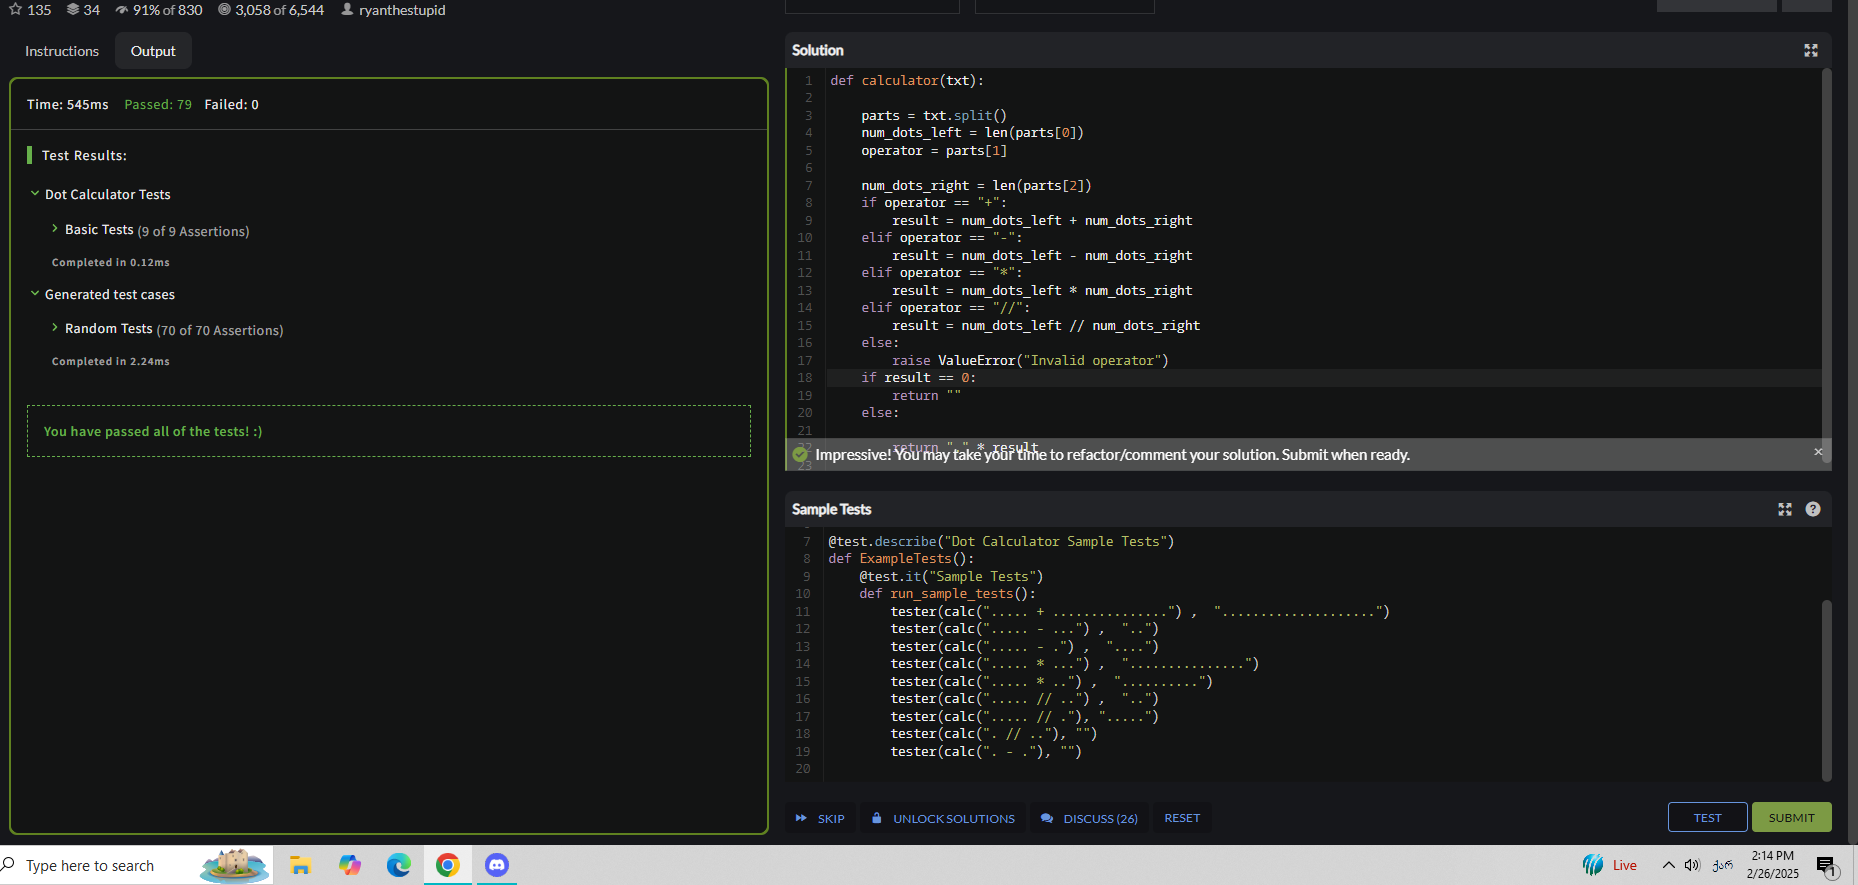 135 34 91% of 830 3,058 of 6,544 ryanthestupid
Instructions Output
Time: 545ms Passed: 79 Failed: 0
Test Results:
Dot Calculator Tests
Basic Tests (9 of 9 Assertions)
Completed in 0.12ms
Generated test cases
Random Tests (70 of 70 Assertions)
Completed in 2.24ms
You have passed all of the tests! :)
Solution
1 def calculator(txt):
2
3 parts = txt.split()
4 num_dots_left = len(parts[0])
5 operator = parts[1]
6
7 num_dots_right = len(parts[2])
8 if operator == "+":
9 result = num_dots_left + num_dots_right
10 elif operator == "-":
11 result = num_dots_left - num_dots_right
12 elif operator == "*":
13 result = num_dots_left * num_dots_right
14 elif operator == "//":
15 result = num_dots_left // num_dots_right
16 else:
17 raise ValueError("Invalid operator")
18 if result == 0:
19 return ""
20 else:
21
22 return "." * result
23
Impressive! You may take your time to refactor/comment your solution. Submit when ready.
Sample Tests
7 @test.describe("Dot Calculator Sample Tests")
8 def ExampleTests():
9 @test.it("Sample Tests")
10 def run_sample_tests():
11 tester(calc("..... + ...............") , "....................")
12 tester(calc("..... - ...") , "..")
13 tester(calc("..... - .") , "....")
14 tester(calc("..... * ...") , "...............")
15 tester(calc("..... * ..") , "..........")
16 tester(calc("..... // ..") , "..")
17 tester(calc("..... // ."), ".....")
18 tester(calc(". // .."), "")
19 tester(calc(". - ."), "")
20
SKIP UNLOCK SOLUTIONS DISCUSS (26) RESET TEST SUBMIT
Type here to search
Live
ქარ
2:14 PM
2/26/2025
1